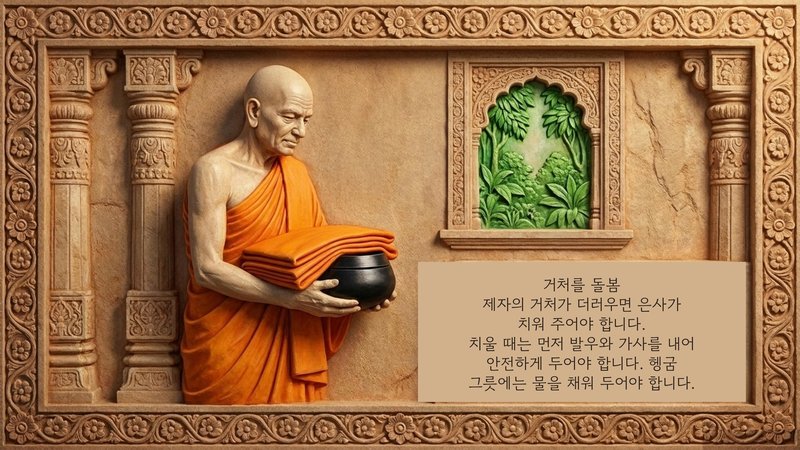 거처를 돌봄
제자의 거처가 더러우면 은사가
치워 주어야 합니다.
치울 때는 먼저 발우와 가사를 내어
안전하게 두어야 합니다. 헹굼
그릇에는 물을 채워 두어야 합니다.